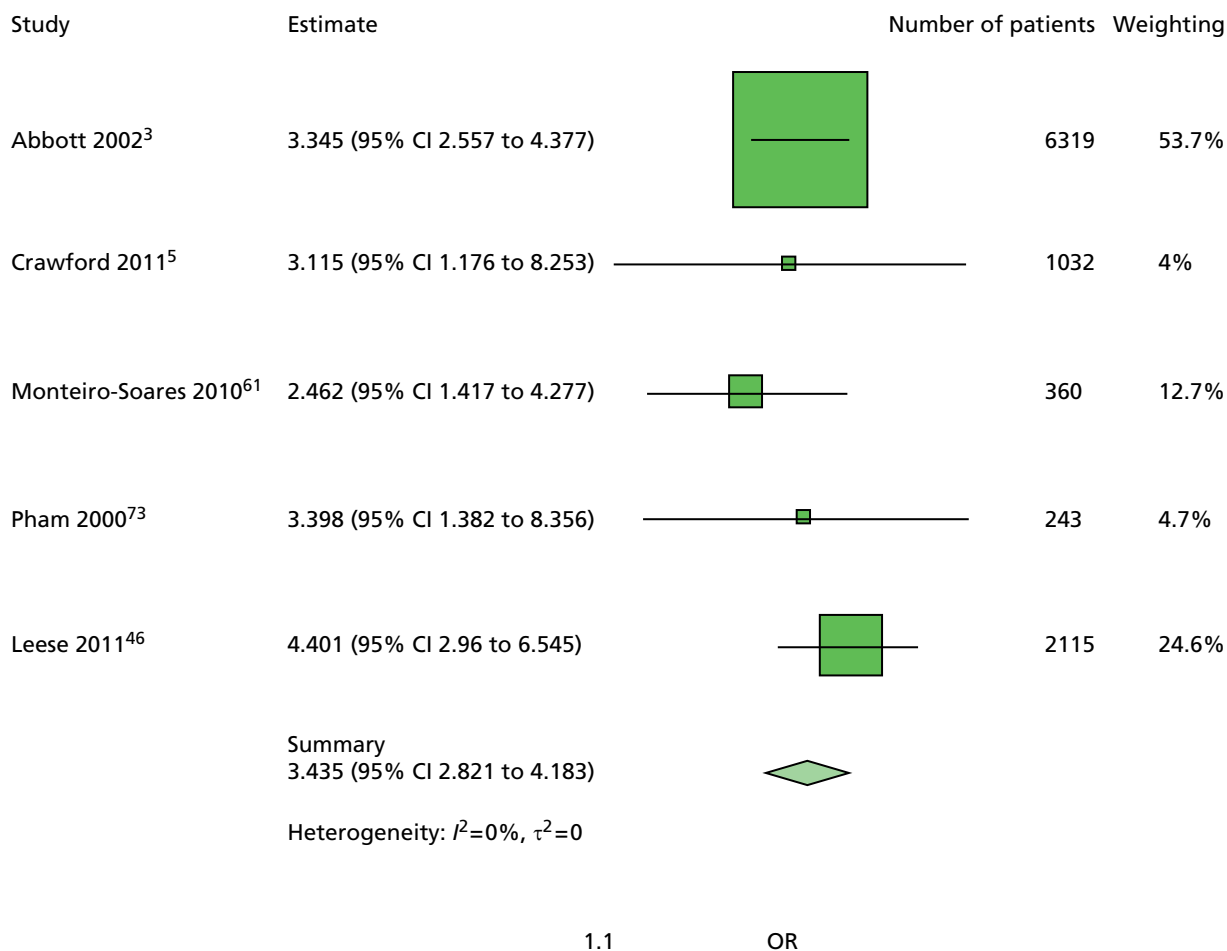 Study Estimate Number of patients Weighting
Abbott 2002³ 3.345 (95% CI 2.557 to 4.377) 6319 53.7%
Crawford 2011⁵ 3.115 (95% CI 1.176 to 8.253) 1032 4%
Monteiro-Soares 2010⁶¹ 2.462 (95% CI 1.417 to 4.277) 360 12.7%
Pham 2000⁷³ 3.398 (95% CI 1.382 to 8.356) 243 4.7%
Leese 2011⁴⁶ 4.401 (95% CI 2.96 to 6.545) 2115 24.6%
Summary
3.435 (95% CI 2.821 to 4.183)
Heterogeneity: I²=0%, τ²=0
1.1 OR